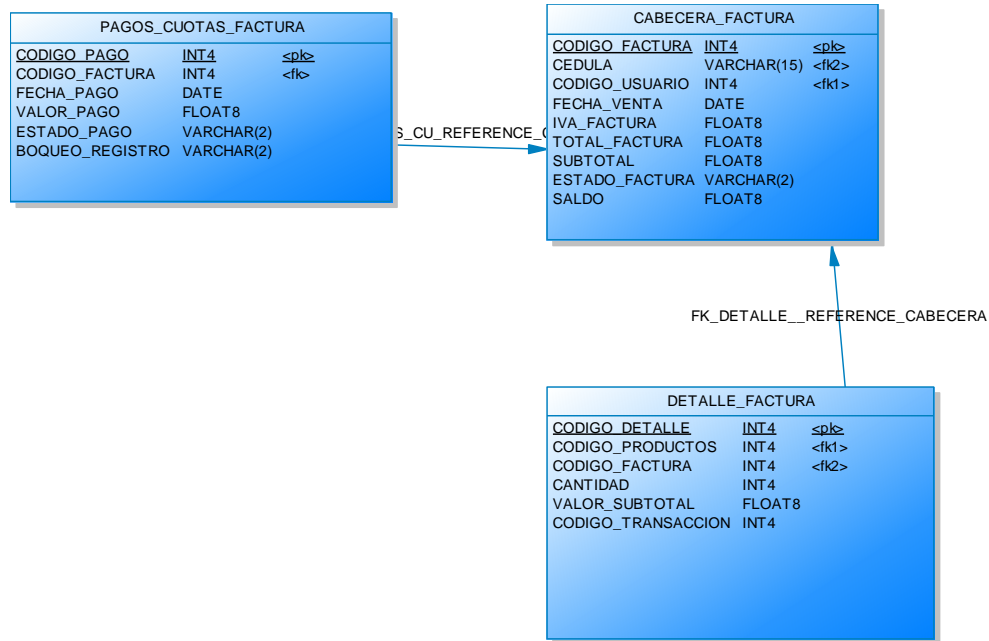 PAGOS_CUOTAS_FACTURA
CODIGO_PAGO INT4 <pk>
CODIGO_FACTURA INT4 <fk>
FECHA_PAGO DATE
VALOR_PAGO FLOAT8
ESTADO_PAGO VARCHAR(2)
BOQUEO_REGISTRO VARCHAR(2)
S_CU_REFERENCE_
CABECERA_FACTURA
CODIGO_FACTURA INT4 <pk>
CEDULA VARCHAR(15) <fk2>
CODIGO_USUARIO INT4 <fk1>
FECHA_VENTA DATE
IVA_FACTURA FLOAT8
TOTAL_FACTURA FLOAT8
SUBTOTAL FLOAT8
ESTADO_FACTURA VARCHAR(2)
SALDO FLOAT8
FK_DETALLE__REFERENCE_CABECERA
DETALLE_FACTURA
CODIGO_DETALLE INT4 <pk>
CODIGO_PRODUCTOS INT4 <fk1>
CODIGO_FACTURA INT4 <fk2>
CANTIDAD INT4
VALOR_SUBTOTAL FLOAT8
CODIGO_TRANSACCION INT4